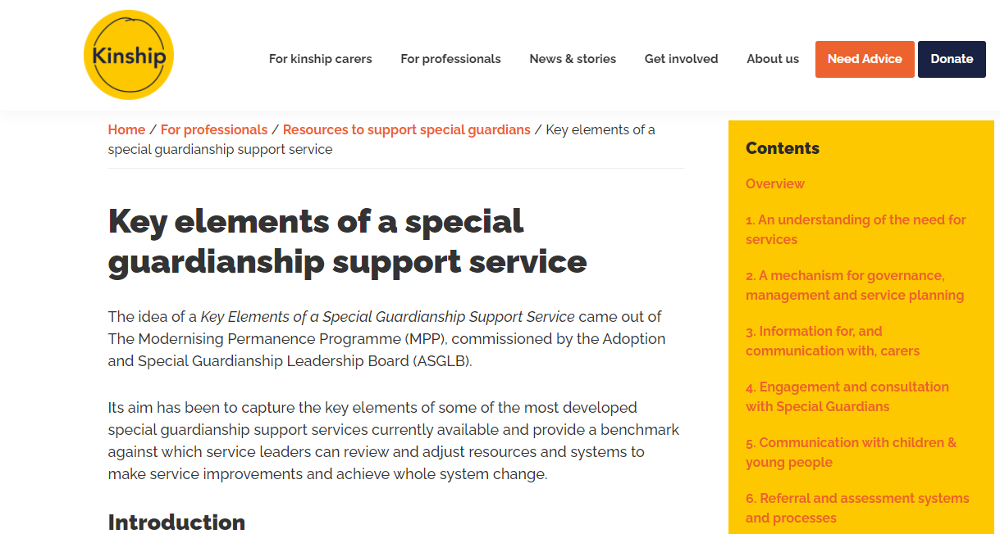 Kinship
For kinship carers
For professionals
News & stories
Get involved
About us
Need Advice
Donate
Home / For professionals / Resources to support special guardians / Key elements of a
special guardianship support service
Key elements of a special
guardianship support service
The idea of a Key Elements of a Special Guardianship Support Service came out of
The Modernising Permanence Programme (MPP), commissioned by the Adoption
and Special Guardianship Leadership Board (ASGLB).
Its aim has been to capture the key elements of some of the most developed
special guardianship support services currently available and provide a benchmark
against which service leaders can review and adjust resources and systems to
make service improvements and achieve whole system change.
Introduction
Contents
Overview
1. An understanding of the need for
services
2. A mechanism for governance,
management and service planning
3. Information for, and
communication with, carers
4. Engagement and consultation
with Special Guardians
5. Communication with children &
young people
6. Referral and assessment systems
and processes